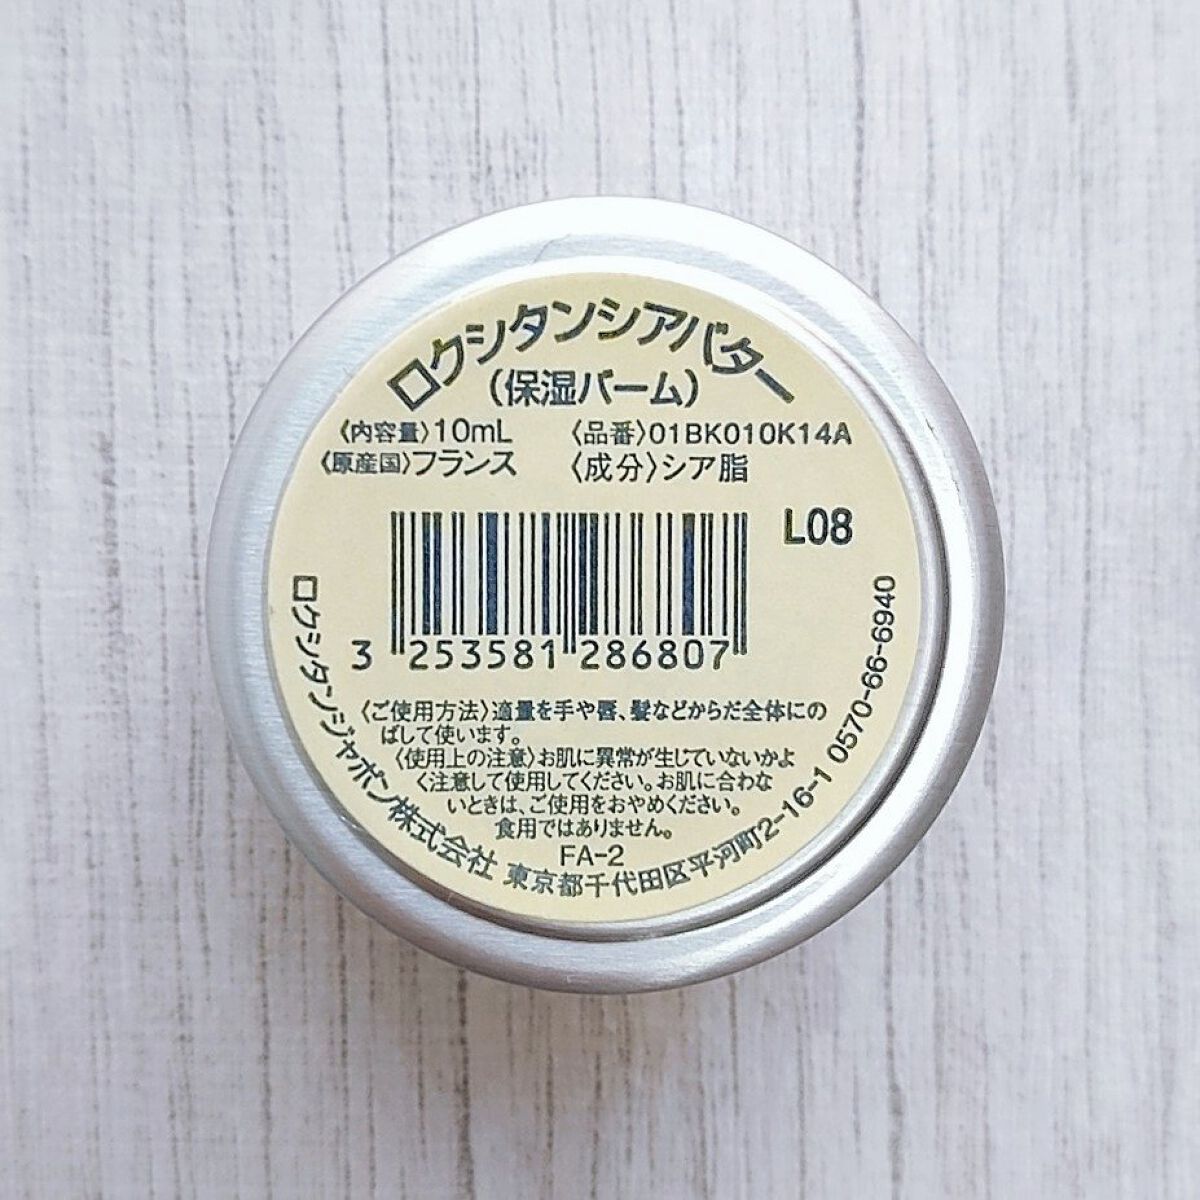 ロクシタンシアバター
(保湿バーム)
〈内容量〉10mL 〈品番〉01BK010K14A
〈原産国〉フランス 〈成分〉シア脂
L08
3 253581 286807
〈ご使用方法〉適量を手や唇、髪などからだ全体にの
ばして使います。
〈使用上の注意〉お肌に異常が生じていないかよ
く注意して使用してください。お肌に合わな
いときは、ご使用をおやめください。
食用ではありません。
FA-2
ロクシタンジャポン株式会社 東京都千代田区平河町2-16-1 0570-66-6940